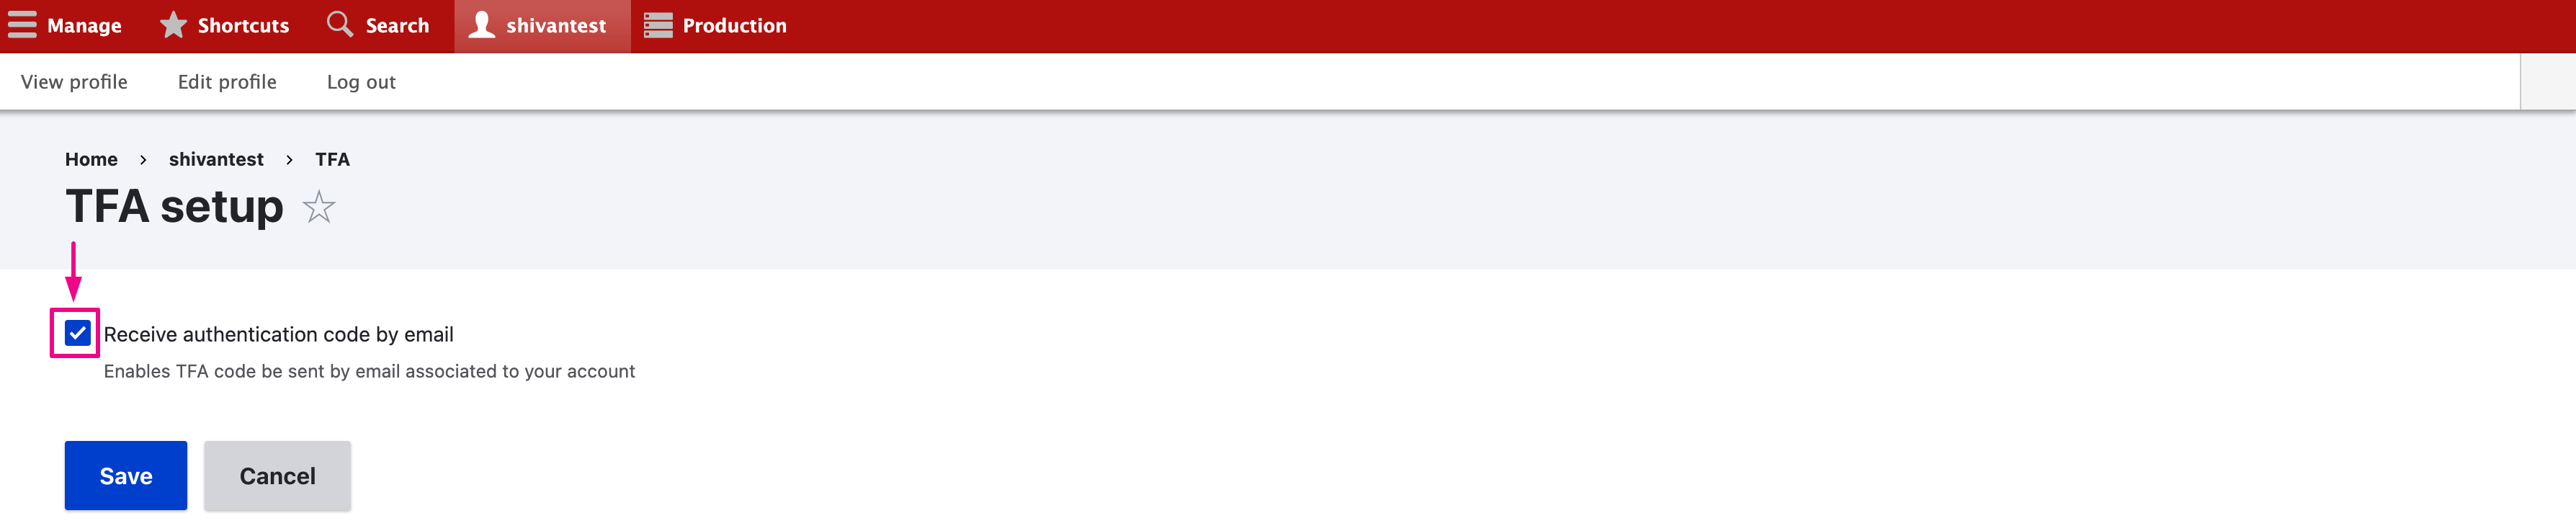 Manage Shortcuts Search shivantest Production
View profile Edit profile Log out
Home › shivantest › TFA
TFA setup
Receive authentication code by email
Enables TFA code be sent by email associated to your account
Save Cancel